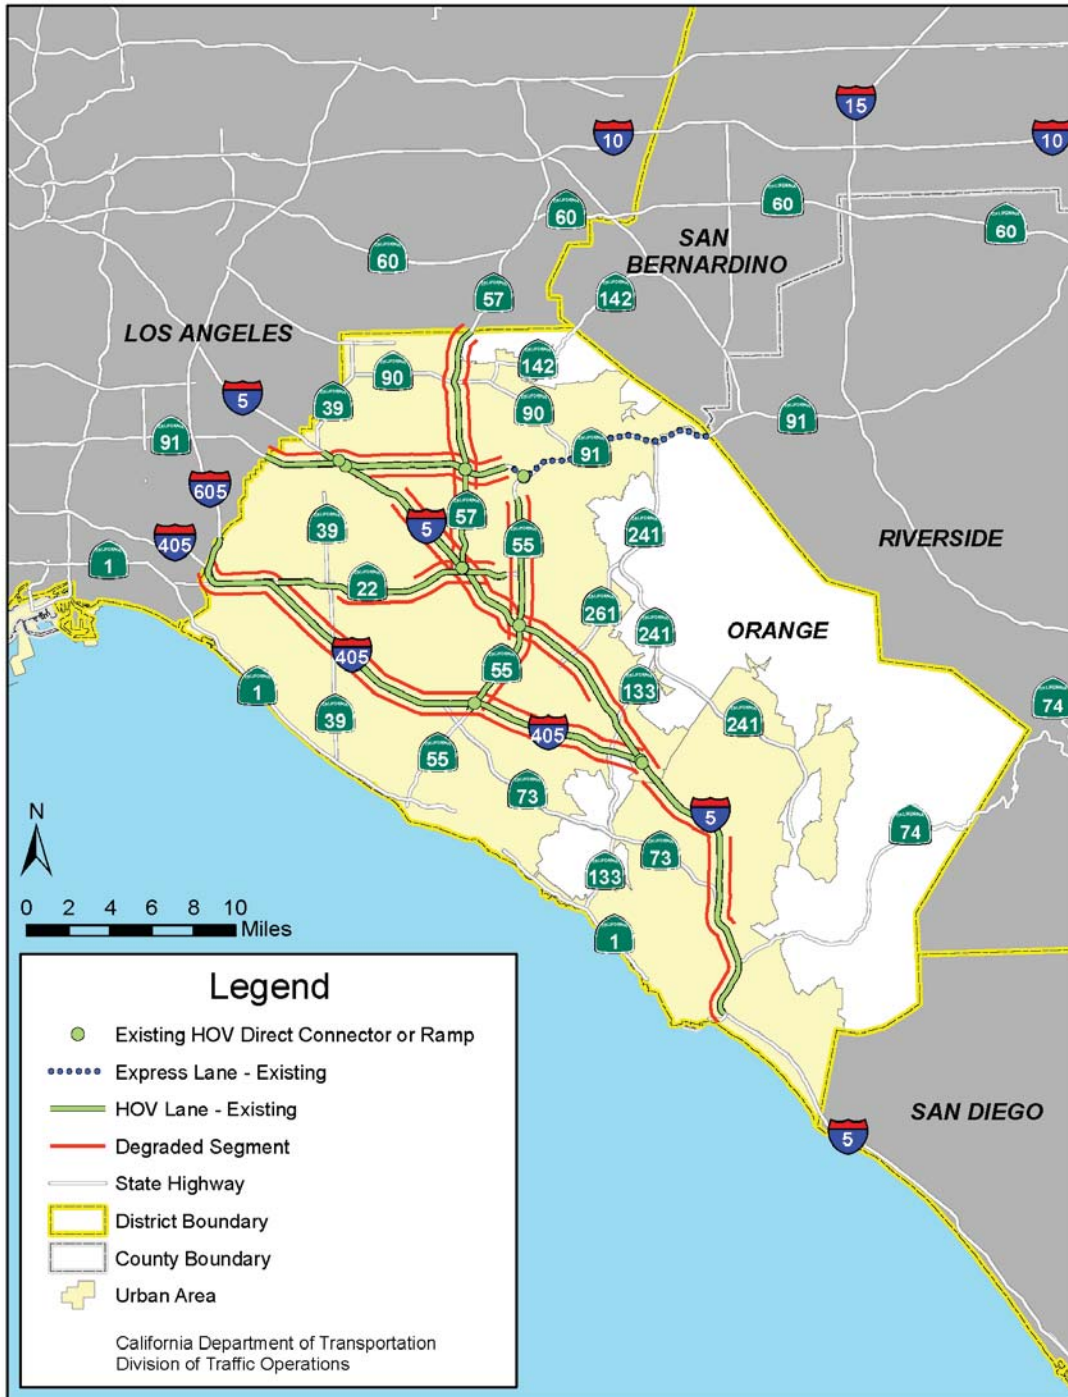 15
10
10
60
60
60
SAN
BERNARDINO
60
57
142
LOS ANGELES
142
90
5
39
90
91
91
91
605
57
5
39
55
241
405
1
RIVERSIDE
22
261
241
ORANGE
405
55
133
1
74
39
241
405
55
N
73
5
74
73
133
0 2 4 6 8 10
Miles
1
Legend
Existing HOV Direct Connector or Ramp
Express Lane - Existing
HOV Lane - Existing
Degraded Segment
State Highway
District Boundary
County Boundary
Urban Area
California Department of Transportation
Division of Traffic Operations
SAN DIEGO
5